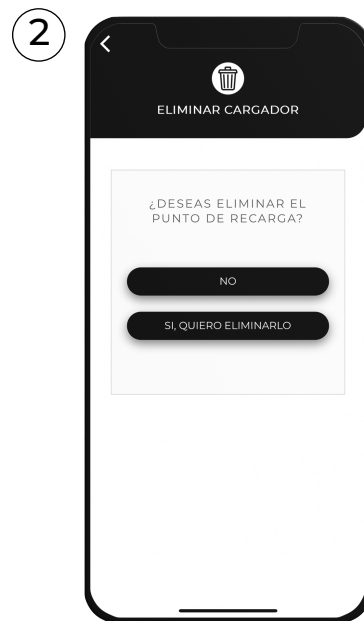 2
ELIMINAR CARGADOR
¿DESEAS ELIMINAR EL
PUNTO DE RECARGA?
NO
SI, QUIERO ELIMINARLO